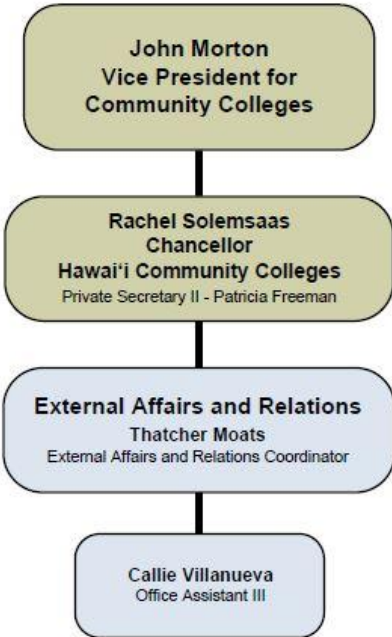 John Morton
Vice President for
Community Colleges
Rachel Solemsaas
Chancellor
Hawai‘i Community Colleges
Private Secretary II - Patricia Freeman
External Affairs and Relations
Thatcher Moats
External Affairs and Relations Coordinator
Callie Villanueva
Office Assistant III